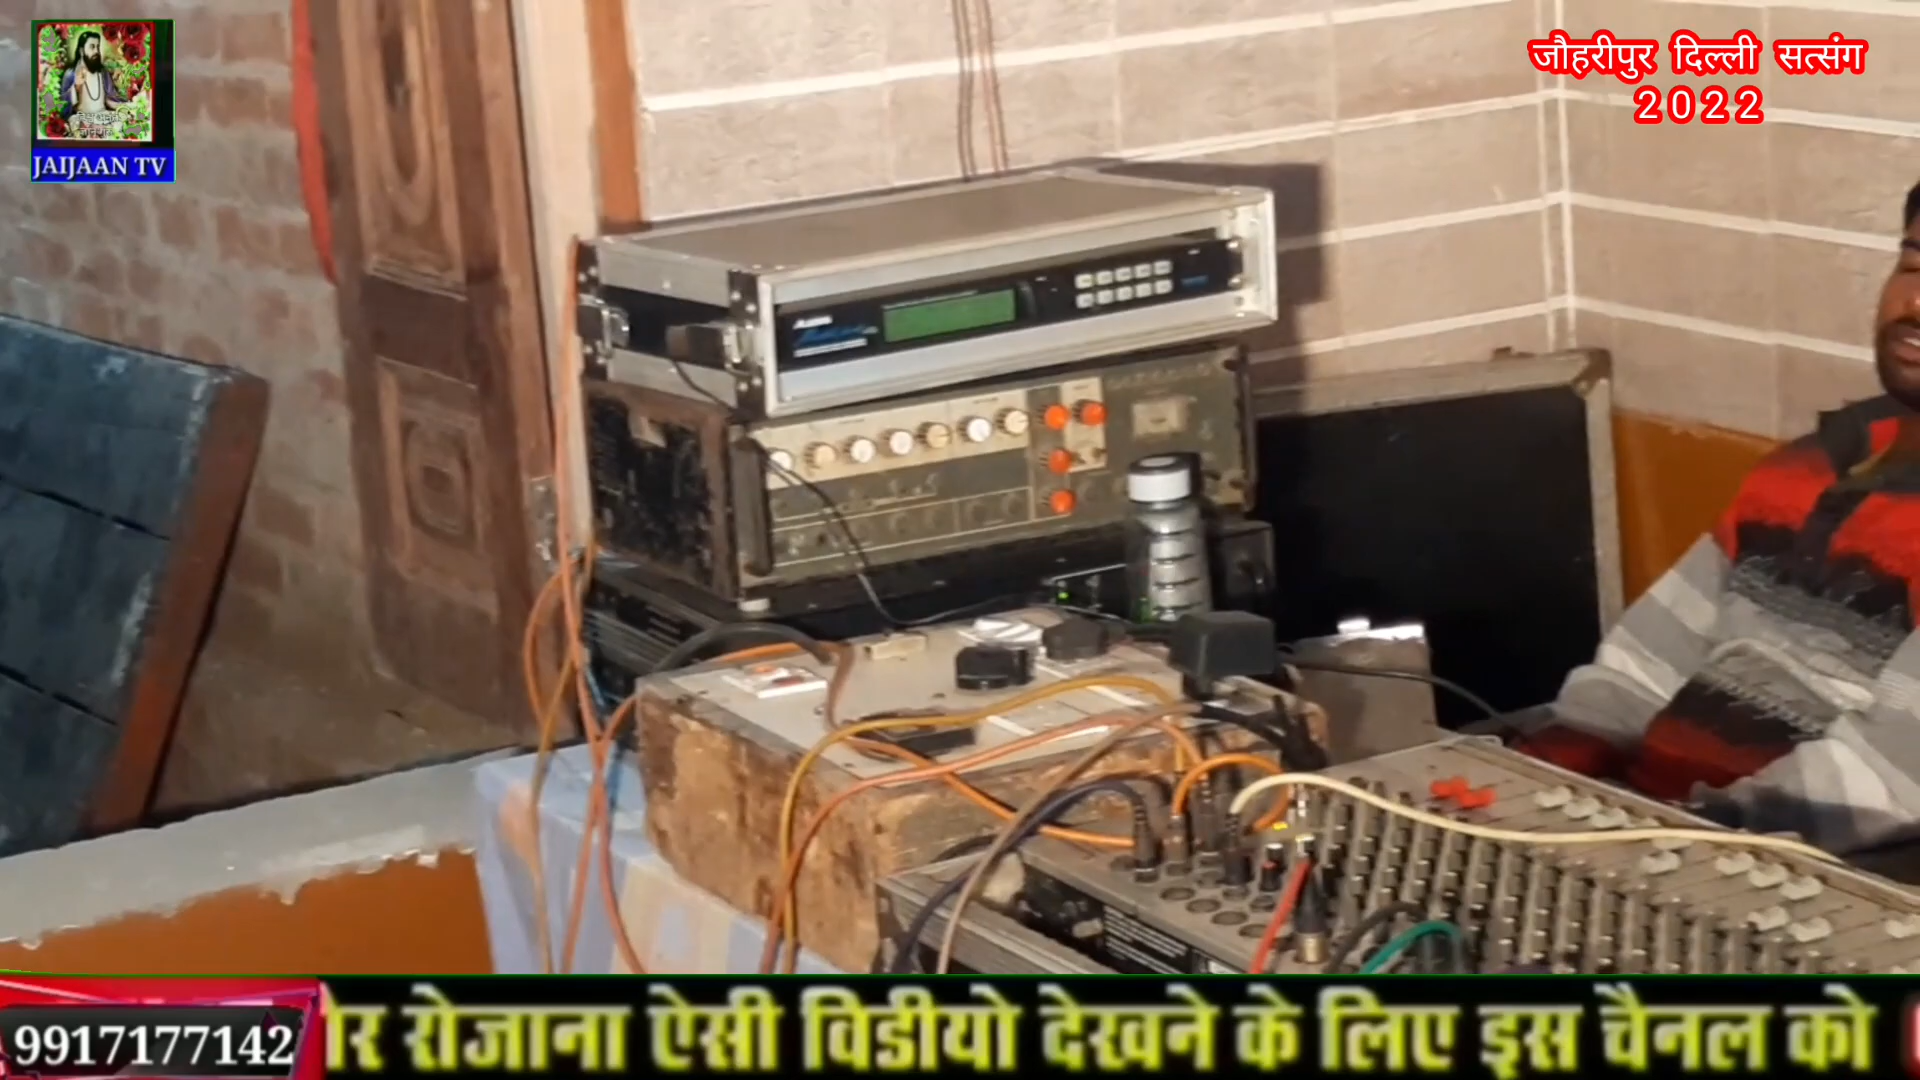 जौहरीपुर दिल्ली सत्संग
2022
JAIJAAN TV
9917177142
रोजाना ऐसी विडीयो देखने के लिए इस चैनल को